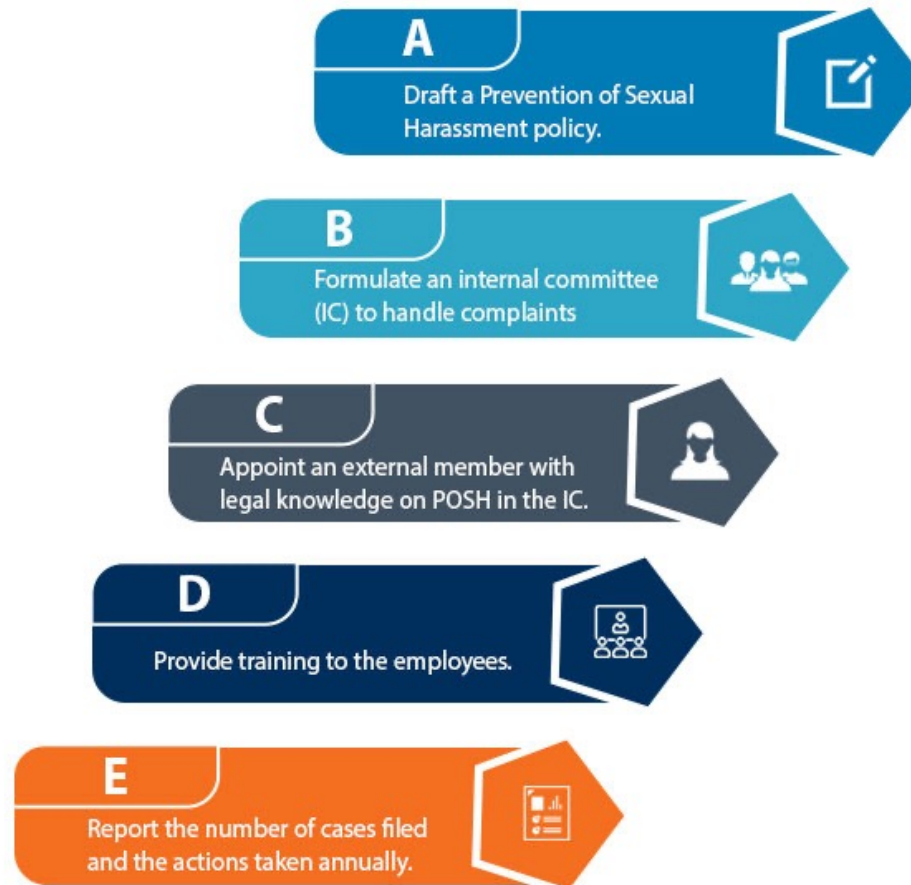 A
Draft a Prevention of Sexual
Harassment policy.
B
Formulate an internal committee
(IC) to handle complaints
C
Appoint an external member with
legal knowledge on POSH in the IC.
D
Provide training to the employees.
E
Report the number of cases filed
and the actions taken annually.